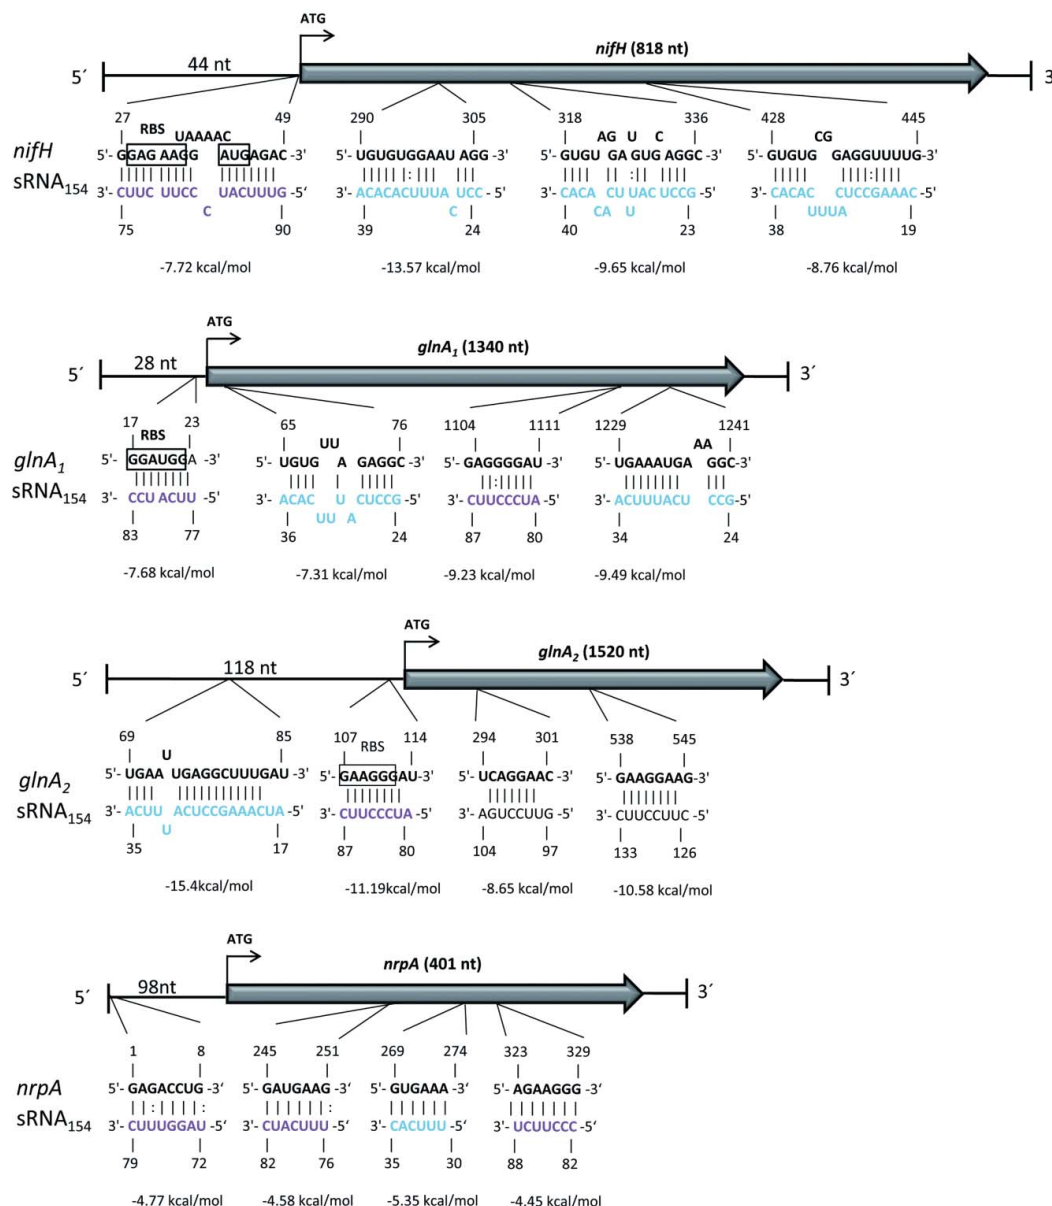 ATG
nifH (818 nt)
5´ 44 nt 3´
27 49 290 305 318 336 428 445
RBS UAAAAC AG U C CG
nifH 5'- GGAGAAGG AUGAGAC -3' 5'- UGUGUGGAAU AGG -3' 5'- GUGU GA GUGAGGC -3' 5'- GUGUG GAGGUUUUG -3'
sRNA154 3'- CUUC UUCC UACUUUG -5' 3'- ACACACUUUA UCC -5' 3'- CACA CU UACUCCG -5' 3'- CACAC CUCCGAAAC -5'
C C CA U UUUA
75 90 39 24 40 23 38 19
-7.72 kcal/mol -13.57 kcal/mol -9.65 kcal/mol -8.76 kcal/mol
ATG
glnA1 (1340 nt)
5´ 28 nt 3´
17 23 65 76 1104 1111 1229 1241
RBS UU AA
glnA1 5'- GGAUGGA -3' 5'- UGUG A GAGGC-3' 5'- GAGGGGAU-3' 5'- UGAAAUGA GGC-3'
sRNA154 3'- CCU ACUU -5' 3'- ACAC U CUCCG-5' 3'- CUUCCCUA-5' 3'- ACUUUACU CCG-5'
UU A
83 77 36 24 87 80 34 24
-7.68 kcal/mol -7.31 kcal/mol -9.23 kcal/mol -9.49 kcal/mol
ATG
glnA2 (1520 nt)
5´ 118 nt 3´
69 85 107 114 294 301 538 545
U RBS
glnA2 5'- UGAA UGAGGCUUUGAU-3' 5'- GAAGGGAU-3' 5'- UCAGGAAC-3' 5'- GAAGGAAG-3'
sRNA154 3'- ACUU ACUCCGAAACUA -5' 3'- CUUCCCUA-5' 3'- AGUCCUUG-5' 3'- CUUCCUUC-5'
U
35 17 87 80 104 97 133 126
-15.4kcal/mol -11.19kcal/mol -8.65 kcal/mol -10.58 kcal/mol
ATG
nrpA (401 nt)
5´ 98nt 3´
1 8 245 251 269 274 323 329
nrpA 5'- GAGACCUG -3‘ 5'- GAUGAAG -3‘ 5'- GUGAAA -3‘ 5'- AGAAGGG -3‘
sRNA154 3'- CUUUGGAU -5‘ 3'- CUACUUU -5‘ 3'- CACUUU -5‘ 3'- UCUUCCC -5‘
79 72 82 76 35 30 88 82
-4.77 kcal/mol -4.58 kcal/mol -5.35 kcal/mol -4.45 kcal/mol